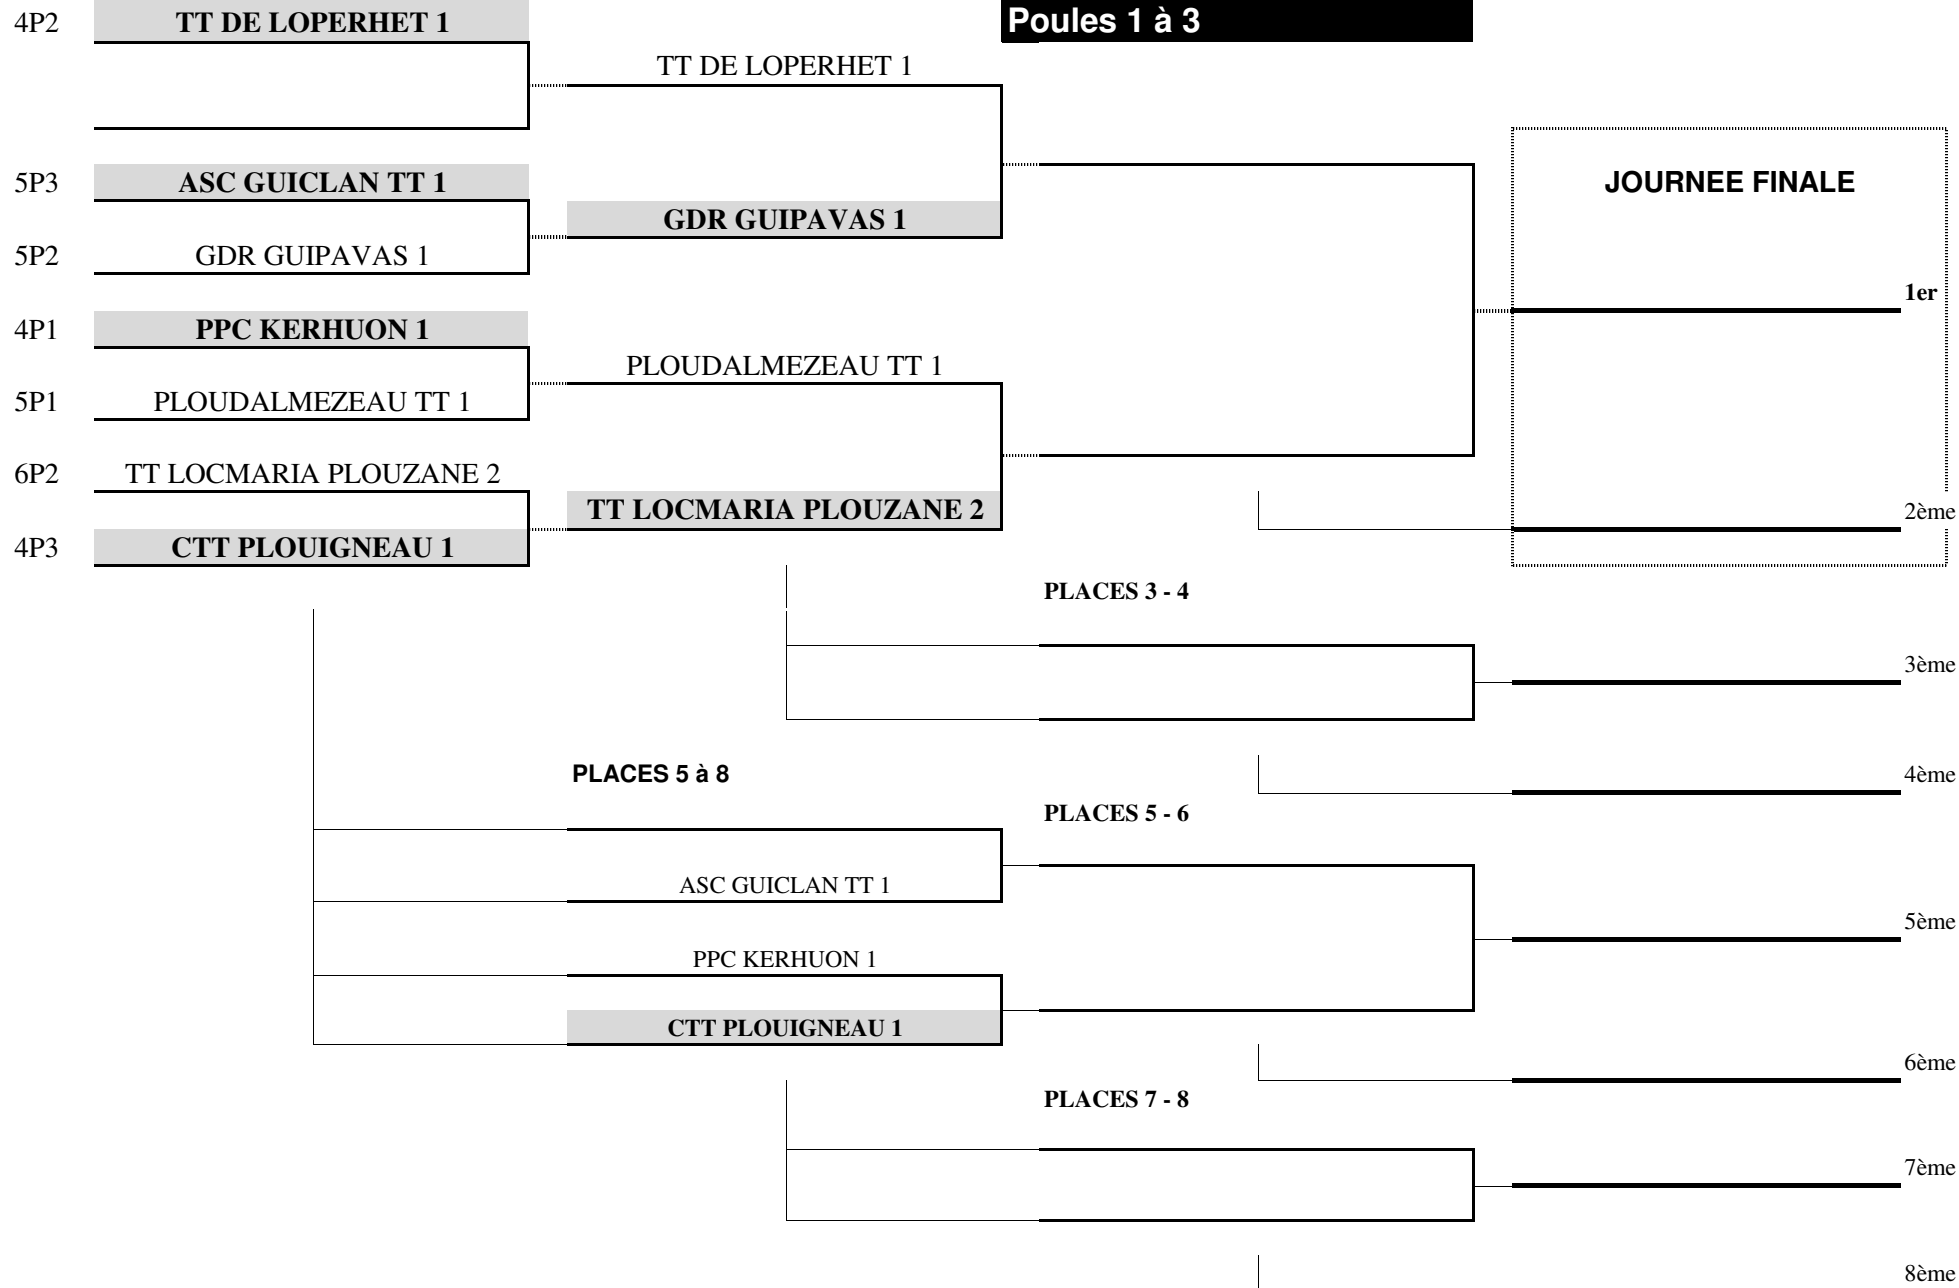 4P2 TT DE LOPERHET 1 Poules 1 à 3
TT DE LOPERHET 1
5P3 ASC GUICLAN TT 1 JOURNEE FINALE
GDR GUIPAVAS 1
5P2 GDR GUIPAVAS 1
1er
4P1 PPC KERHUON 1
PLOUDALMEZEAU TT 1
5P1 PLOUDALMEZEAU TT 1
6P2 TT LOCMARIA PLOUZANE 2
TT LOCMARIA PLOUZANE 2 2ème
4P3 CTT PLOUIGNEAU 1
PLACES 3 - 4
3ème
PLACES 5 à 8 4ème
PLACES 5 - 6
ASC GUICLAN TT 1
5ème
PPC KERHUON 1
CTT PLOUIGNEAU 1
6ème
PLACES 7 - 8
7ème
8ème